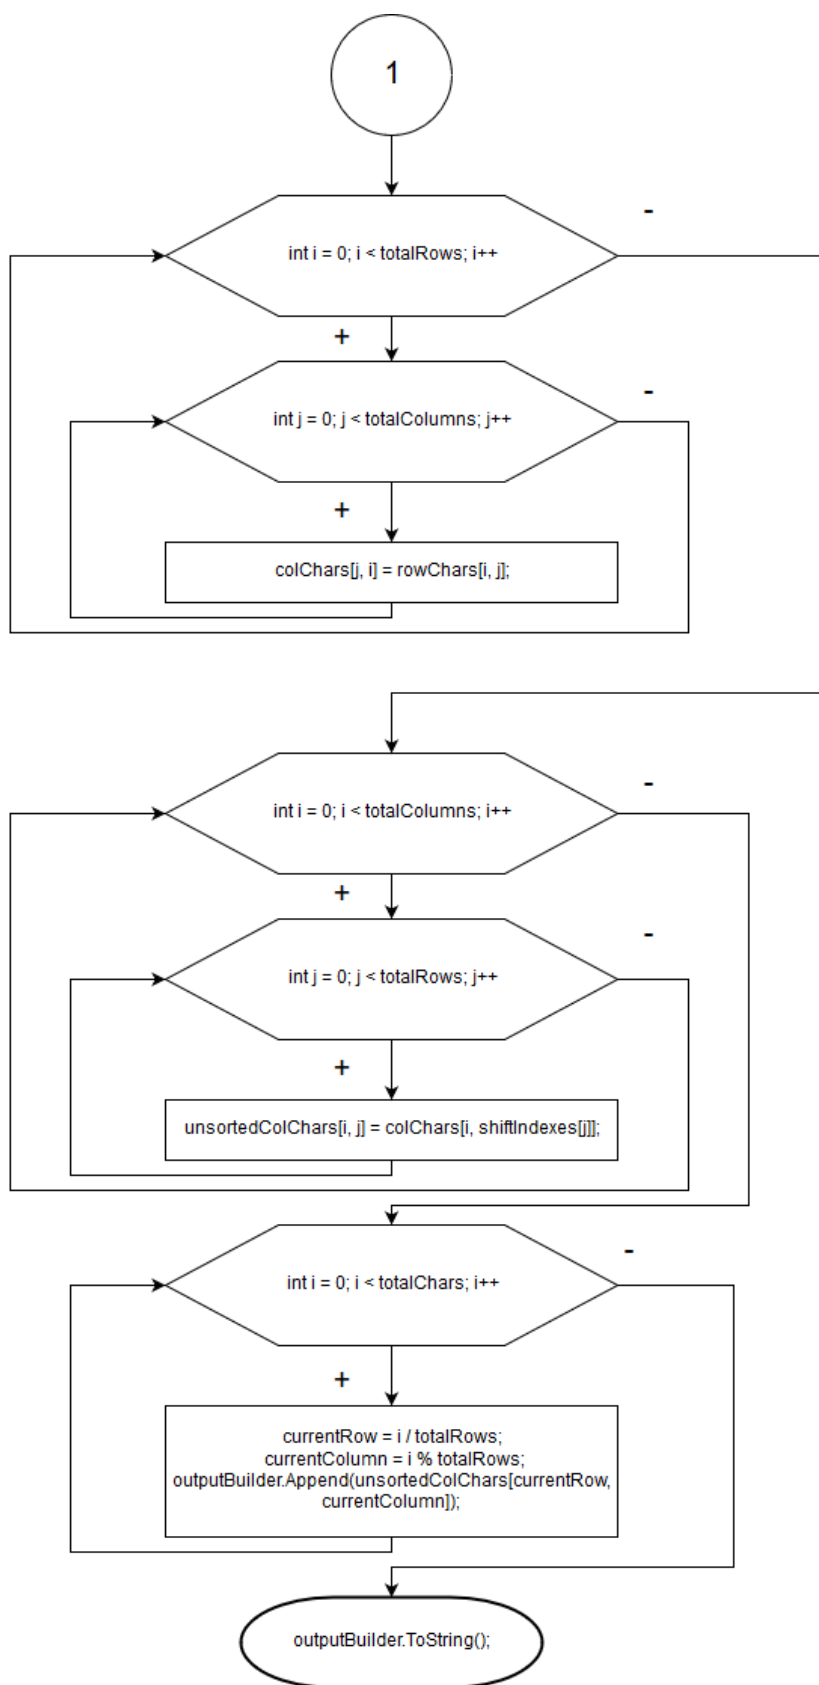 1
-
int i = 0; i < totalRows; i++
+
-
int j = 0; j < totalColumns; j++
+
colChars[j, i] = rowChars[i, j];
-
int i = 0; i < totalColumns; i++
+
-
int j = 0; j < totalRows; j++
+
unsortedColChars[i, j] = colChars[i, shiftIndexes[j]];
-
int i = 0; i < totalChars; i++
+
currentRow = i / totalRows;
currentColumn = i % totalRows;
outputBuilder.Append(unsortedColChars[currentRow,
currentColumn]);
outputBuilder.ToString();